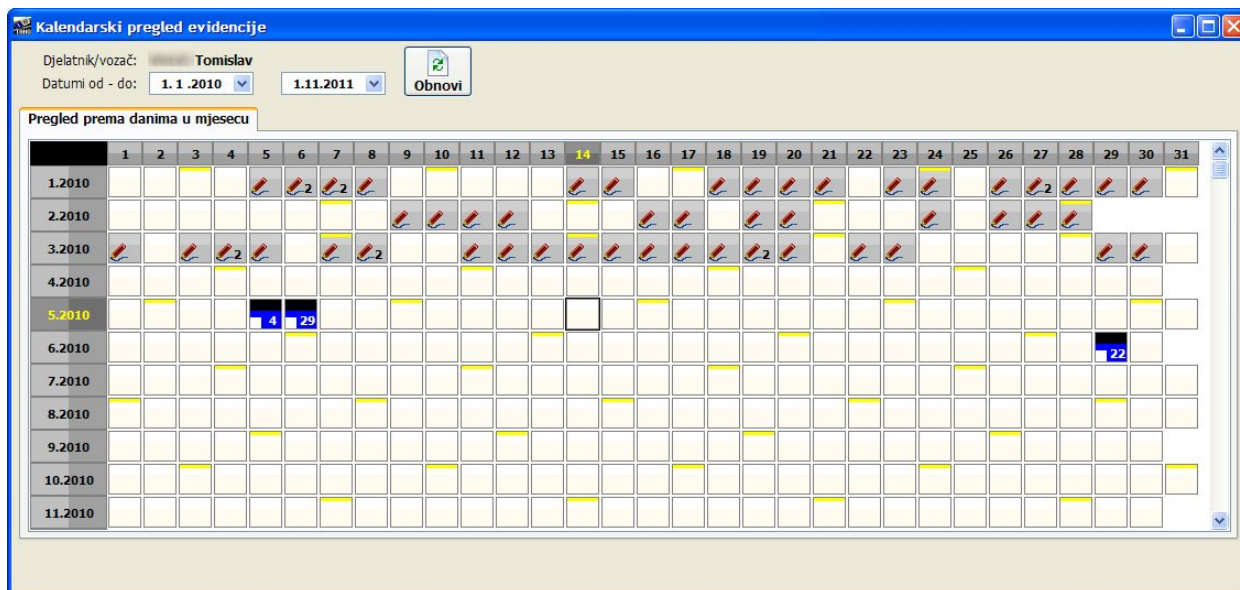 Kalendarski pregled evidencije
Djelatnik/vozač: Tomislav
Datumi od - do: 1. 1 .2010 1.11.2011 Obnovi
Pregled prema danima u mjesecu
1 2 3 4 5 6 7 8 9 10 11 12 13 14 15 16 17 18 19 20 21 22 23 24 25 26 27 28 29 30 31
1.2010 2 2 2
2.2010
3.2010 2 2 2
4.2010
5.2010 4 29
6.2010 22
7.2010
8.2010
9.2010
10.2010
11.2010